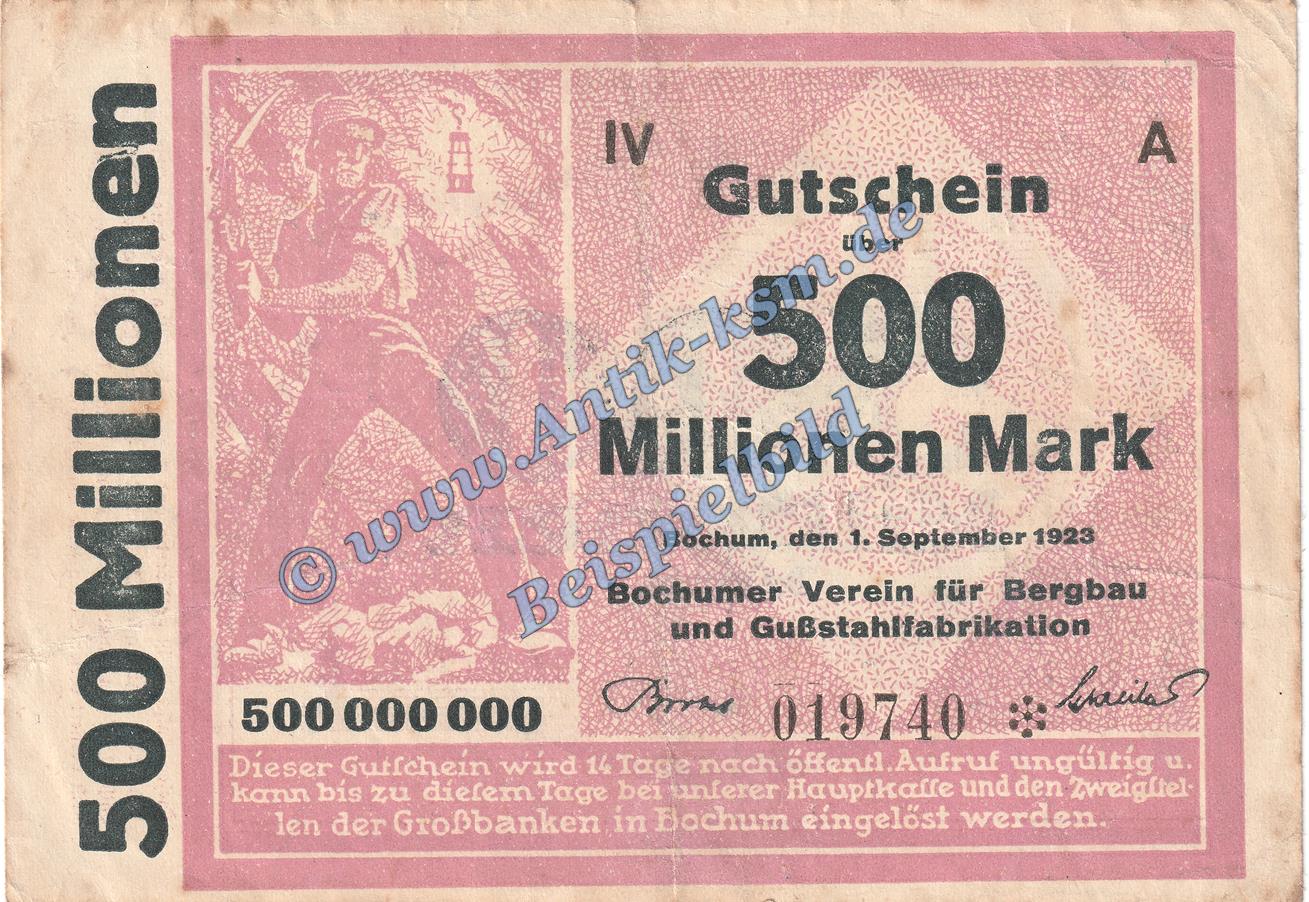 500 Millionen
IV A
Gutschein
über
500
Millionen Mark
Bochum, den 1. September 1923
Bochumer Verein für Bergbau
und Gußstahlfabrikation
019740
500 000 000
Dieser Gutſchein wird 14 Tage nach öffentl. Aufruf ungültig u.
kann bis zu dieſem Tage bei unſerer Hauptkaſſe und den Zweigſtel-
len der Großbanken in Bochum eingelöst werden.
© www.Antik-ksm.de
Beispielbild